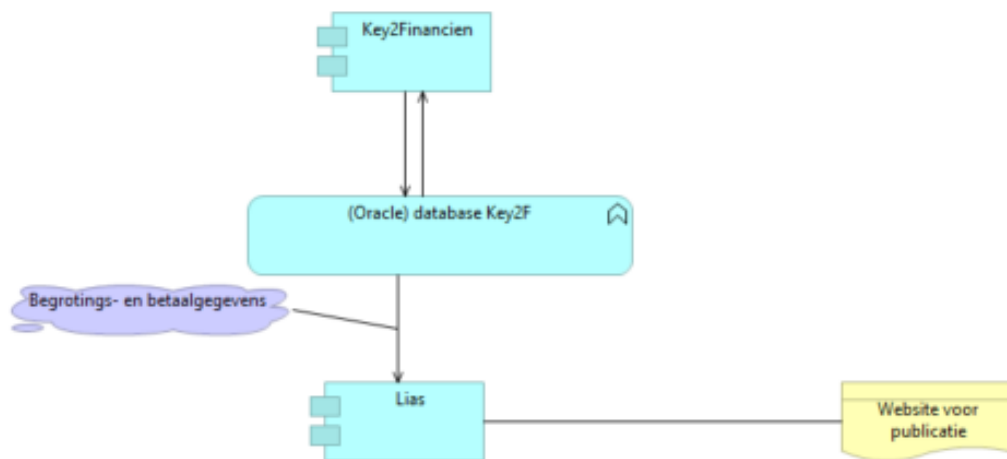 Key2Financien
(Oracle) database Key2F
Begrotings- en betaalgegevens
Lias
Website voor
publicatie